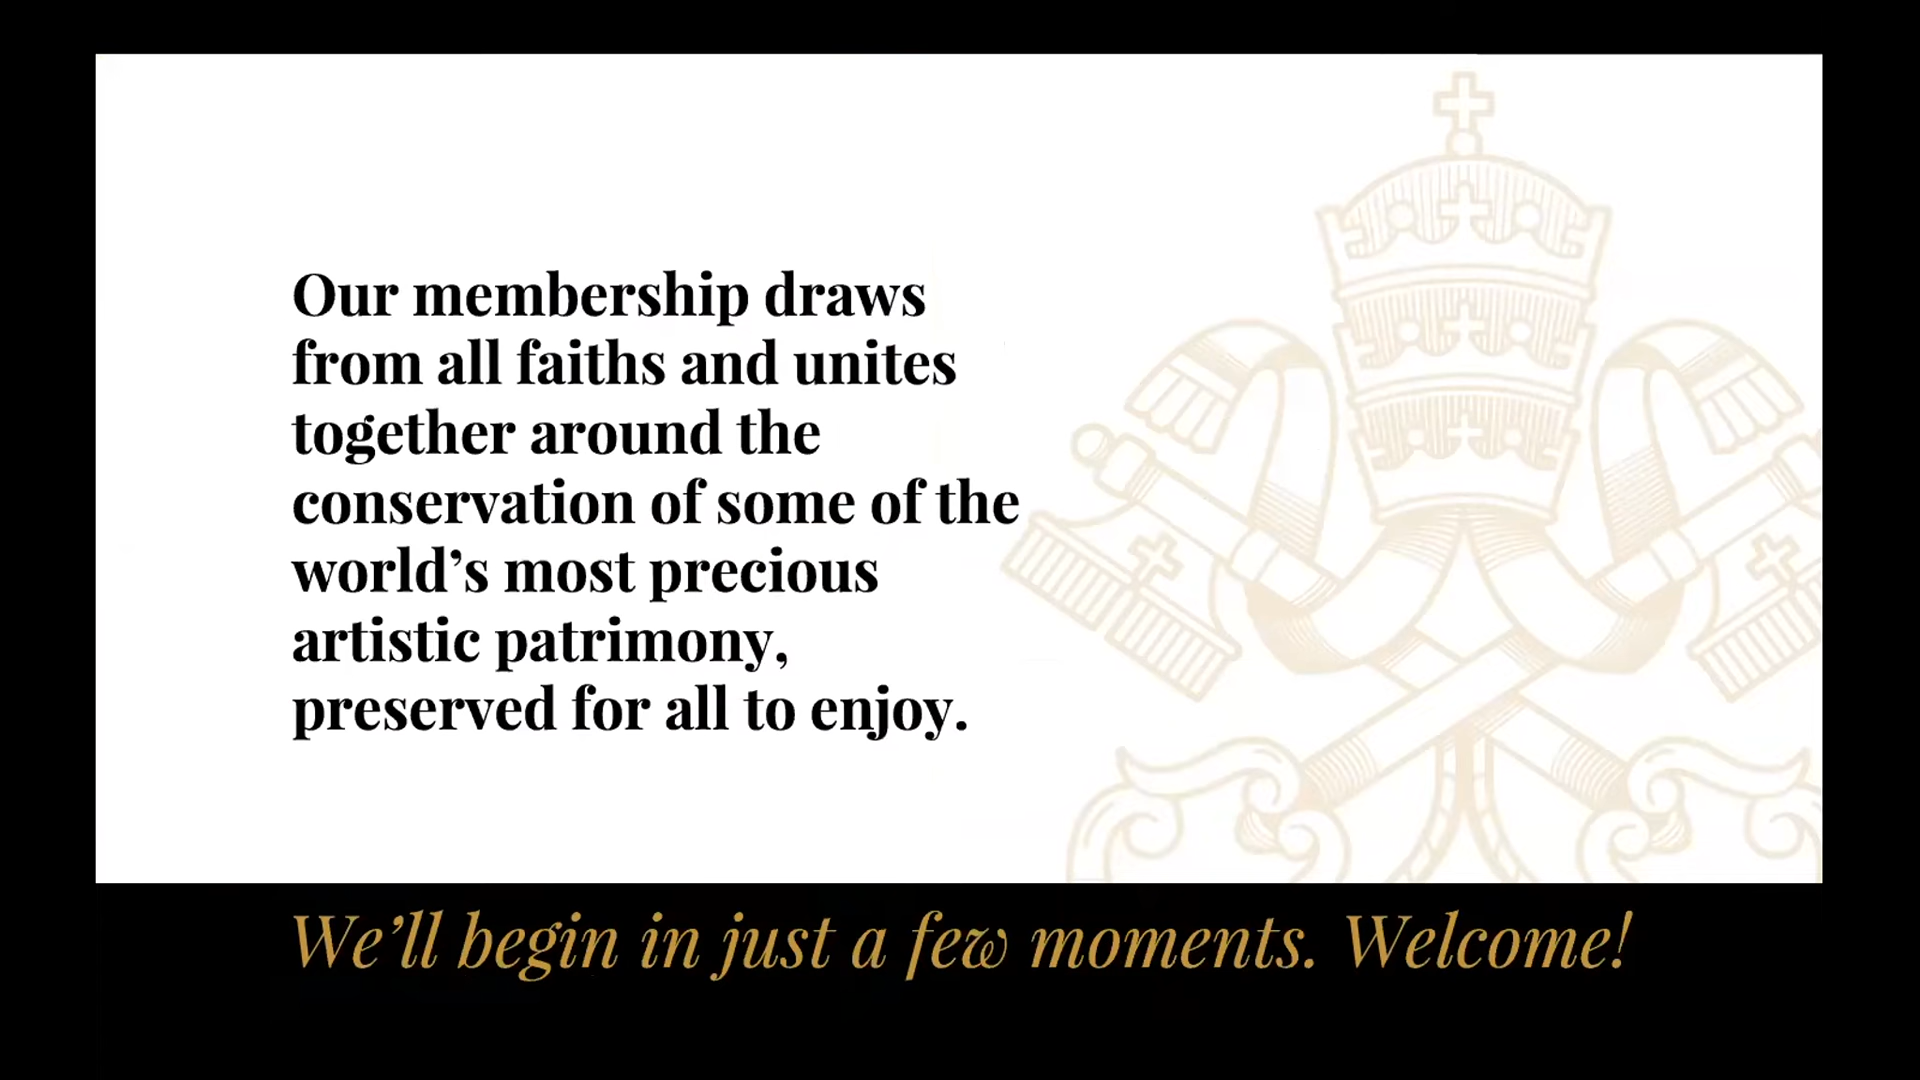 Our membership draws
from all faiths and unites
together around the
conservation of some of the
world’s most precious
artistic patrimony,
preserved for all to enjoy.
We’ll begin in just a few moments. Welcome!